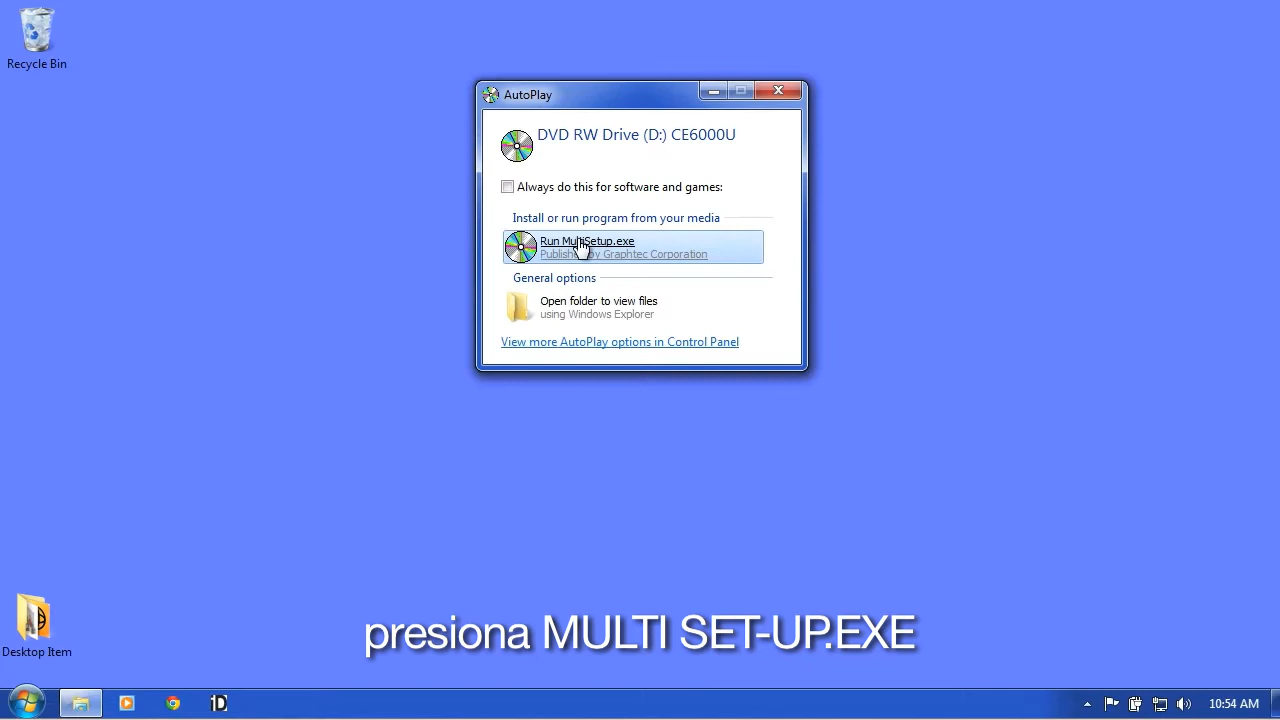 Recycle Bin
AutoPlay
DVD RW Drive (D:) CE6000U
Always do this for software and games:
Install or run program from your media
Run MultiSetup.exe
Published by Graphtec Corporation
General options
Open folder to view files
using Windows Explorer
View more AutoPlay options in Control Panel
Desktop Item
presiona MULTI SET-UP.EXE
iD
10:54 AM